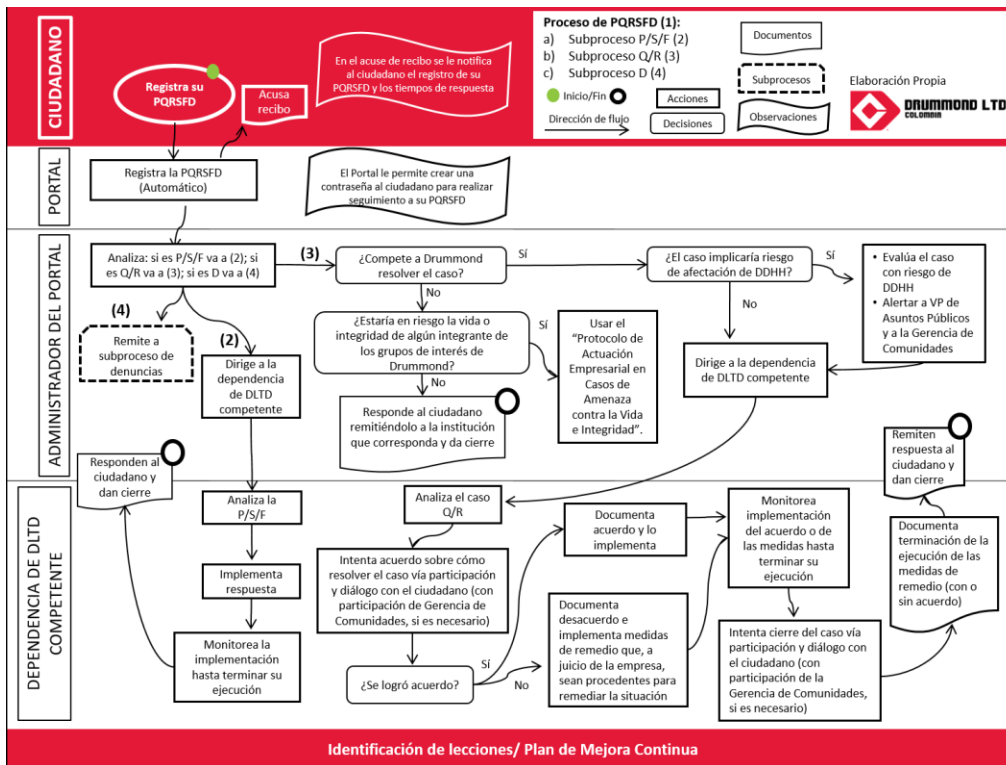 CIUDADANO
Registra su
PQRSFD
Acusa
recibo
En el acuse de recibo se le notifica
al ciudadano el registro de su
PQRSFD y los tiempos de respuesta
Proceso de PQRSFD (1):
a) Subproceso P/S/F (2)
b) Subproceso Q/R (3)
c) Subproceso D (4)
Inicio/Fin
Dirección de flujo
Acciones
Decisiones
Documentos
Subprocesos
Observaciones
Elaboración Propia
DRUMMOND LTD
COLOMBIA
PORTAL
Registra la PQRSFD
(Automático)
El Portal le permite crear una
contraseña al ciudadano para realizar
seguimiento a su PQRSFD
ADMINISTRADOR DEL PORTAL
Analiza: si es P/S/F va a (2); si
es Q/R va a (3); si es D va a (4)
(3)
¿Compete a Drummond
resolver el caso?
Sí
¿El caso implicaría riesgo
de afectación de DDHH?
Sí
• Evalúa el caso
con riesgo de
DDHH
• Alertar a VP de
Asuntos Públicos
y a la Gerencia de
Comunidades
No
No
(4)
Remite a
subproceso de
denuncias
(2)
Dirige a la
dependencia
de DLTD
competente
¿Estaría en riesgo la vida o
integridad de algún integrante de
los grupos de interés de
Drummond?
Sí
Usar el
“Protocolo de
Actuación
Empresarial en
Casos de
Amenaza
contra la Vida
e Integridad”.
Dirige a la dependencia
de DLTD competente
No
Responde al ciudadano
remitiéndolo a la institución
que corresponda y da cierre
Responden al
ciudadano y
dan cierre
Remiten
respuesta al
ciudadano y
dan cierre
DEPENDENCIA DE DLTD
COMPETENTE
Analiza la
P/S/F
Implementa
respuesta
Monitorea la
implementación
hasta terminar su
ejecución
Analiza el caso
Q/R
Intenta acuerdo sobre cómo
resolver el caso vía participación
y diálogo con el ciudadano (con
participación de Gerencia de
Comunidades, si es necesario)
¿Se logró acuerdo?
Sí
No
Documenta
acuerdo y lo
implementa
Documenta
desacuerdo e
implementa medidas
de remedio que, a
juicio de la empresa,
sean procedentes para
remediar la situación
Monitorea
implementación
del acuerdo o de
las medidas hasta
terminar su
ejecución
Intenta cierre del caso vía
participación y diálogo con
el ciudadano (con
participación de la
Gerencia de Comunidades,
si es necesario)
Documenta
terminación de la
ejecución de las
medidas de
remedio (con o
sin acuerdo)
Identificación de lecciones/ Plan de Mejora Continua